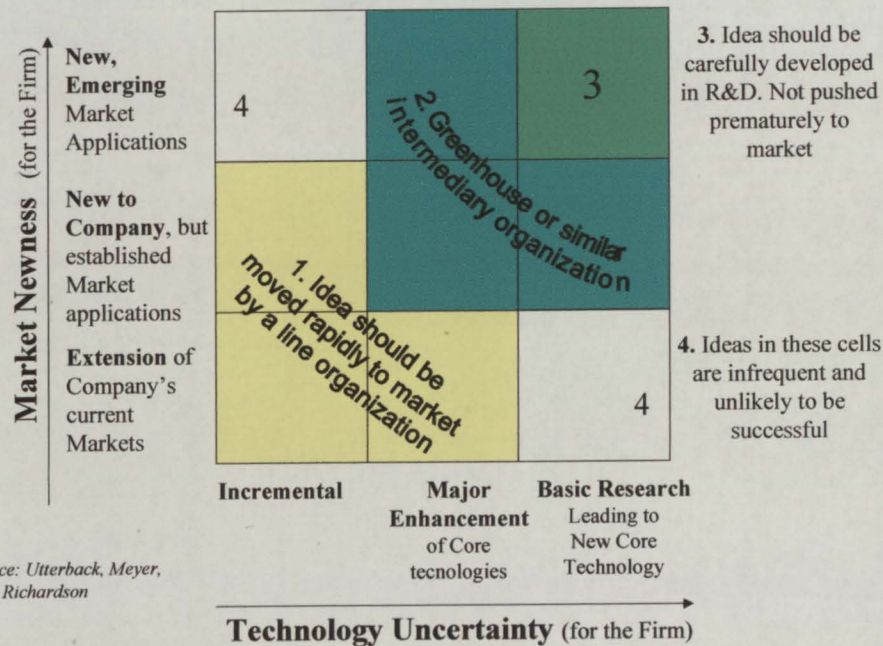 Market Newness (for the Firm)
New,
Emerging
Market
Applications
New to
Company, but
established
Market
applications
Extension of
Company's
current
Markets
4
3
2. Greenhouse or similar
intermediary organization
1. Idea should be
moved rapidly to market
by a line organization
4
3. Idea should be
carefully developed
in R&D. Not pushed
prematurely to
market
4. Ideas in these cells
are infrequent and
unlikely to be
successful
Incremental
Major
Enhancement
of Core
tecnologies
Basic Research
Leading to
New Core
Technology
ce: Utterback, Meyer,
Richardson
Technology Uncertainty (for the Firm)